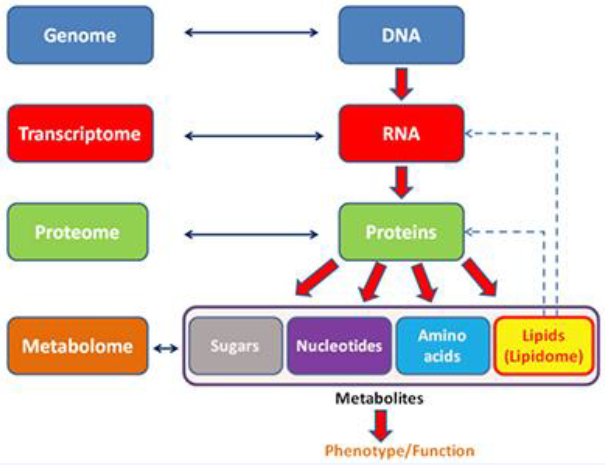 Genome
DNA
Transcriptome
RNA
Proteome
Proteins
Metabolome
Sugars
Nucleotides
Amino
acids
Lipids
(Lipidome)
Metabolites
Phenotype/Function